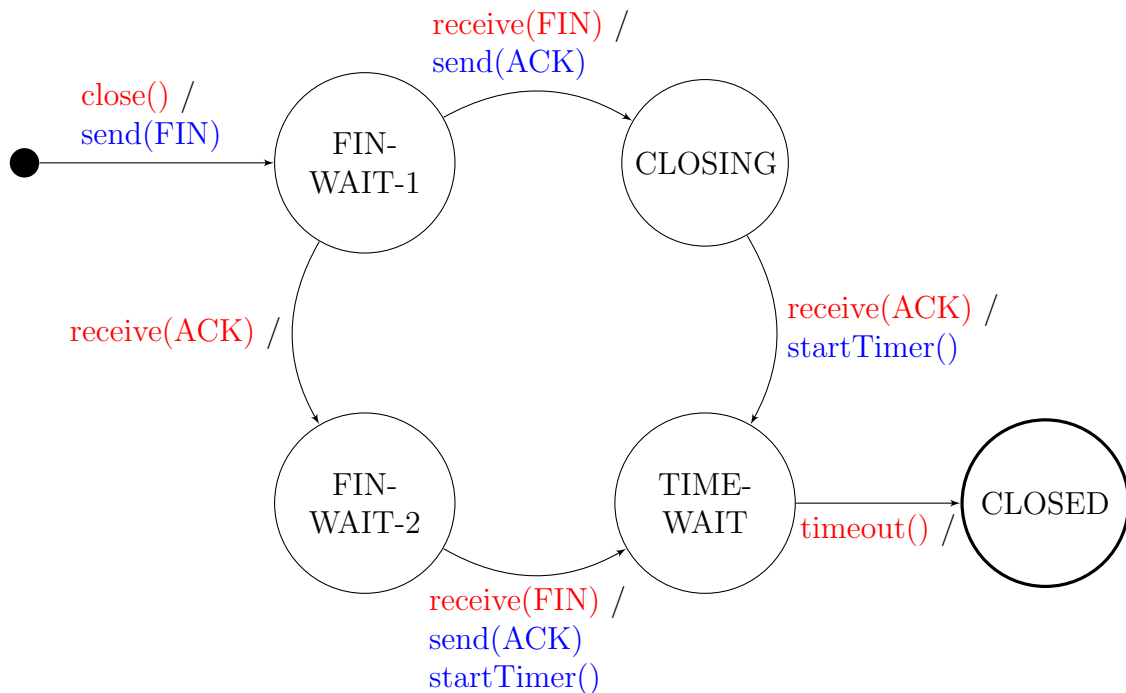 receive(FIN) /
send(ACK)
close() /
send(FIN)
FIN-
WAIT-1
CLOSING
receive(ACK) /
receive(ACK) /
startTimer()
FIN-
WAIT-2
TIME-
WAIT
CLOSED
timeout() /
receive(FIN) /
send(ACK)
startTimer()